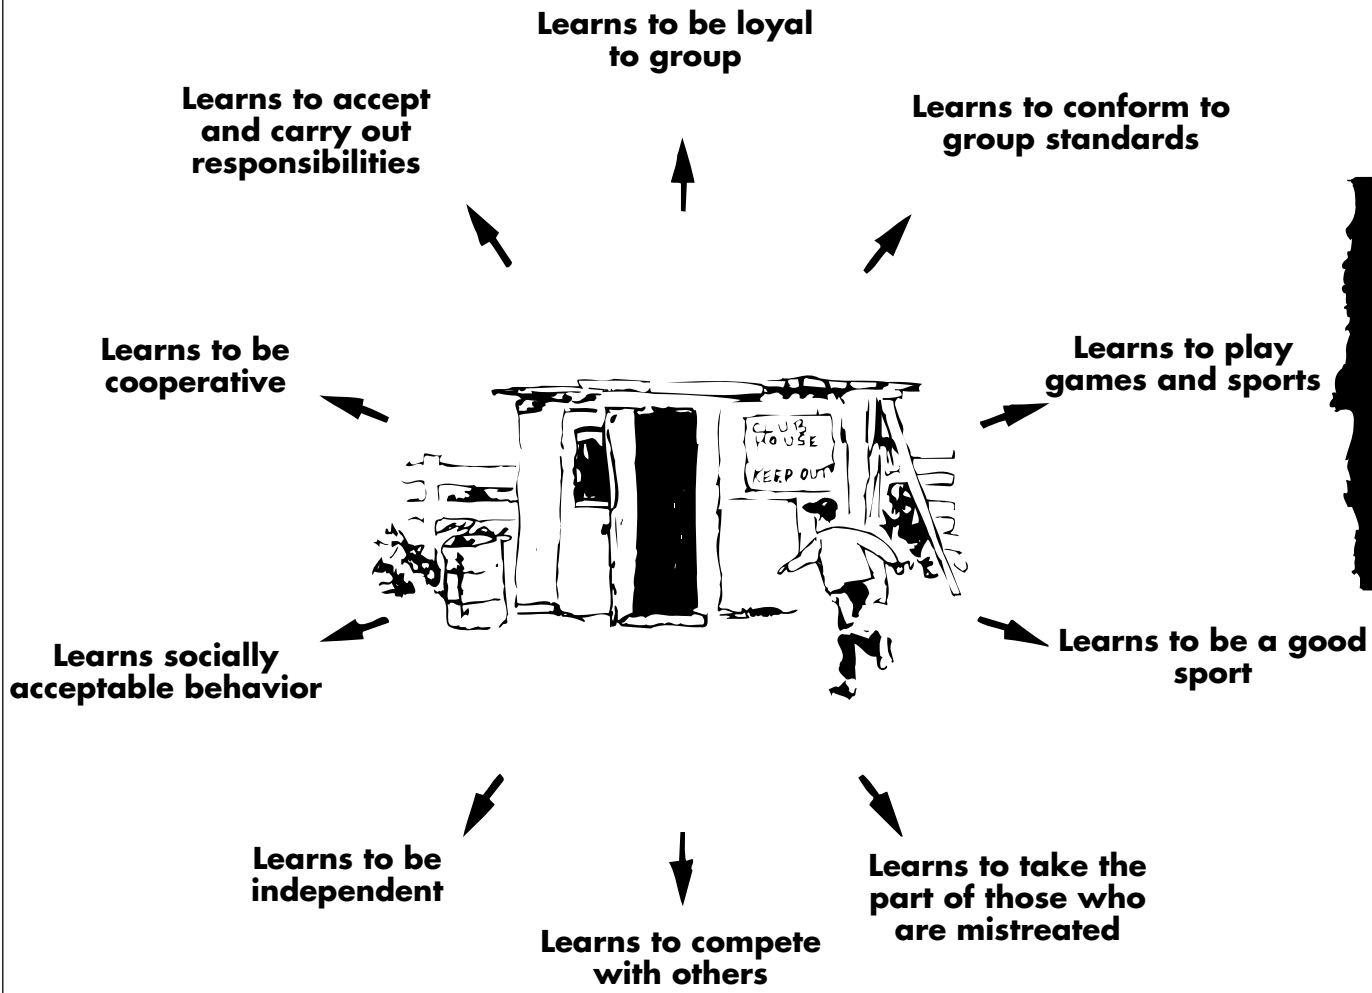 Learns to be loyal
to group
Learns to accept
and carry out
responsibilities
Learns to conform to
group standards
Learns to be
cooperative
Learns to play
games and sports
CLUB
HOUSE
KEEP OUT
Learns socially
acceptable behavior
Learns to be a good
sport
Learns to be
independent
Learns to take the
part of those who
are mistreated
Learns to compete
with others